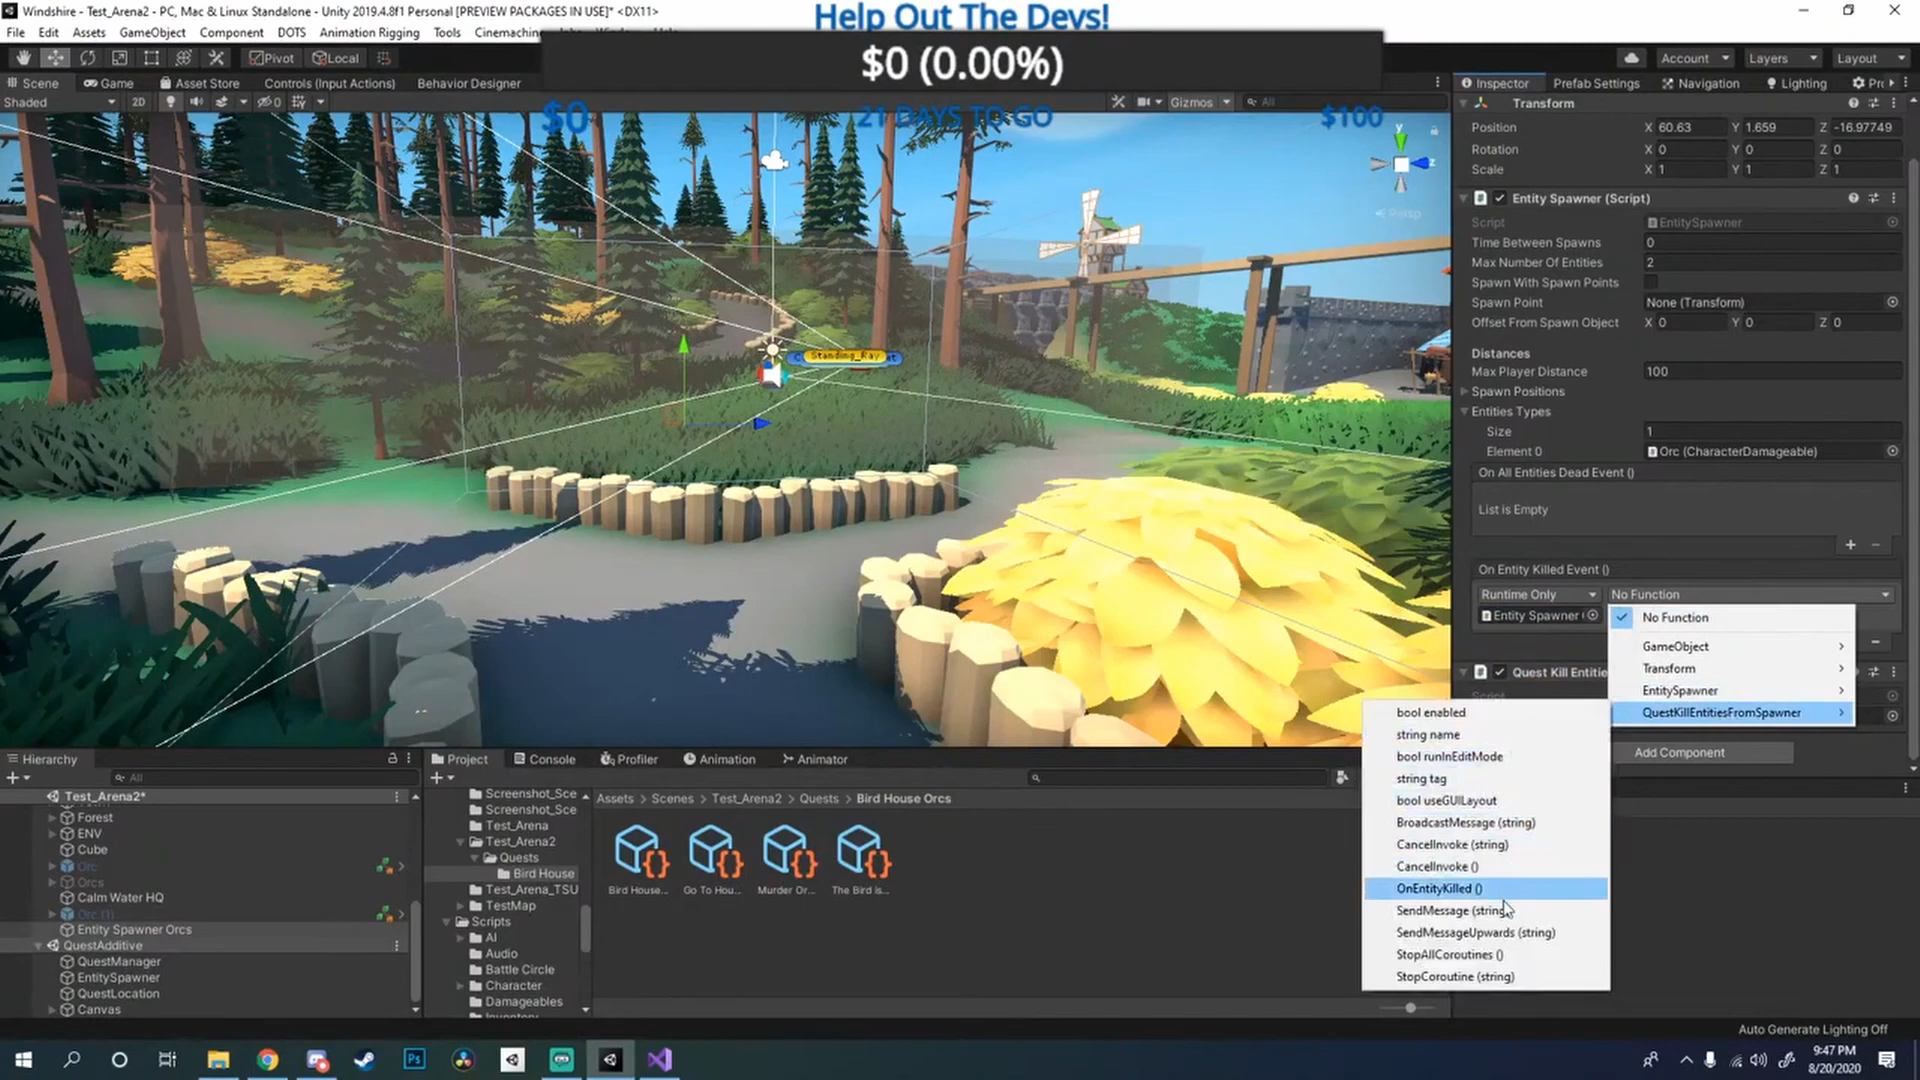 Windshire - Test_Arena2 - PC, Mac & Linux Standalone - Unity 2019.4.8f1 Personal [PREVIEW PACKAGES IN USE]* <DX11>
Help Out The Devs!
File Edit Assets GameObject Component DOTS Animation Rigging Tools Cinemachin
$0 (0.00%)
Pivot Local
Account Layers Layout
Scene Game Asset Store Controls (Input Actions) Behavior Designer
Inspector Prefab Settings Navigation Lighting
Shaded 2D 0 Gizmos All
$0 21 DAYS TO GO $100
Transform
Position X 60.63 Y 1.659 Z -16.97749
Rotation X 0 Y 0 Z 0
Scale X 1 Y 1 Z 1
y
z
Persp
Entity Spawner (Script)
Script EntitySpawner
Time Between Spawns 0
Max Number Of Entities 2
Spawn With Spawn Points
Spawn Point None (Transform)
Offset From Spawn Object X 0 Y 0 Z 0
Distances
Max Player Distance 100
Spawn Positions
Entities Types
Size 1
Element 0 Orc (CharacterDamageable)
Standing_Ray
On All Entities Dead Event ()
List is Empty
On Entity Killed Event ()
Runtime Only No Function
Entity Spawner
No Function
GameObject
Transform
EntitySpawner
QuestKillEntitiesFromSpawner
Quest Kill Entitie
Script
Add Component
bool enabled
string name
bool runInEditMode
string tag
bool useGUILayout
BroadcastMessage (string)
CancelInvoke (string)
CancelInvoke ()
OnEntityKilled ()
SendMessage (string
SendMessageUpwards (string)
StopAllCoroutines ()
StopCoroutine (string)
Hierarchy
All
Test_Arena2*
Forest
ENV
Cube
Orc
Orcs
Calm Water HQ
Orc (1)
Entity Spawner Orcs
QuestAdditive
QuestManager
EntitySpawner
QuestLocation
Canvas
Project Console Profiler Animation Animator
Screenshot_Sce
Screenshot_Sce
Test_Arena
Test_Arena2
Quests
Bird House
Test_Arena_TSU
TestMap
Scripts
AI
Audio
Battle Circle
Character
Damageables
Assets > Scenes > Test_Arena2 > Quests > Bird House Orcs
Bird House... Go To Hou... Murder Or... The Bird is...
Auto Generate Lighting Off
9:47 PM
8/20/2020